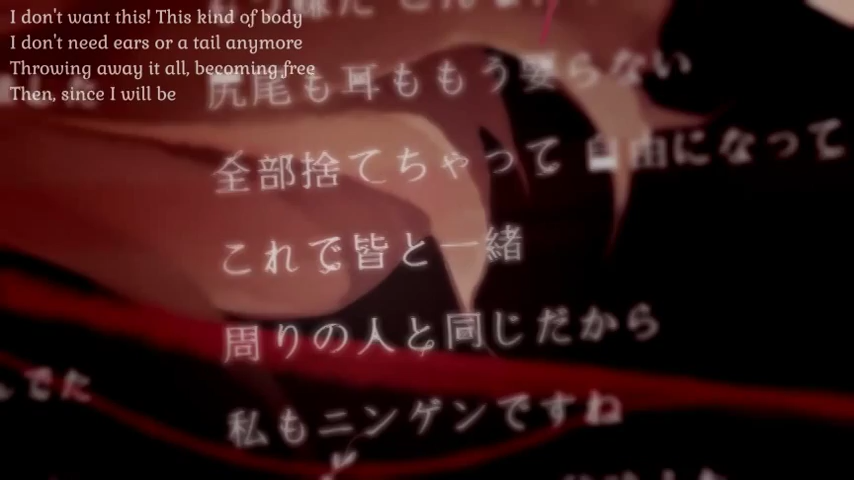 I don't want this! This kind of body
I don't need ears or a tail anymore
Throwing away it all, becoming free
Then, since I will be
尻尾も耳ももう要らない
全部捨てちゃって 自由になって
これで皆と一緒
周りの人と同じだから
私もニンゲンですね
んでた